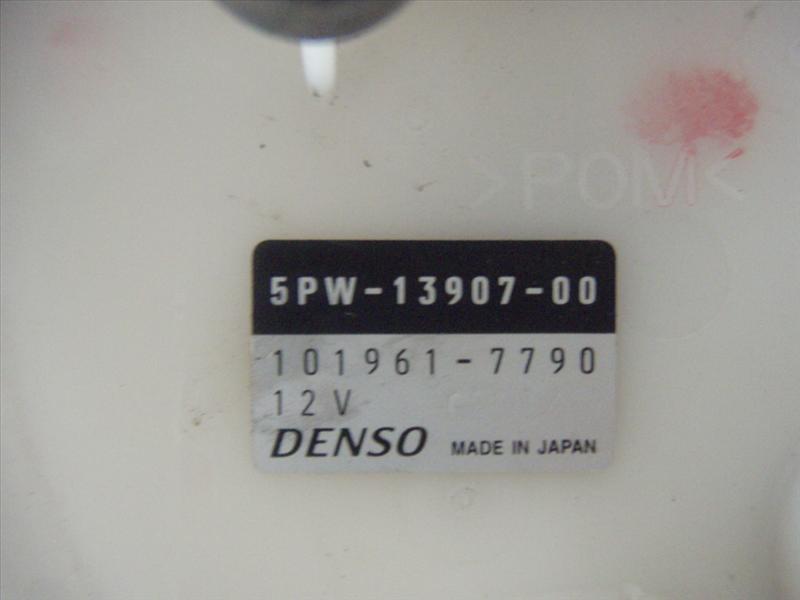 >POM<
5PW-13907-00
101961-7790
12V
DENSO MADE IN JAPAN